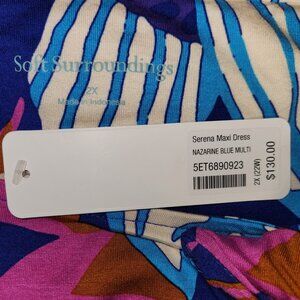 Soft Surroundings
2X
Made in Indonesia
Serena Maxi Dress
NAZARINE BLUE MULTI
5ET6890923
2X (22W)
$130.00